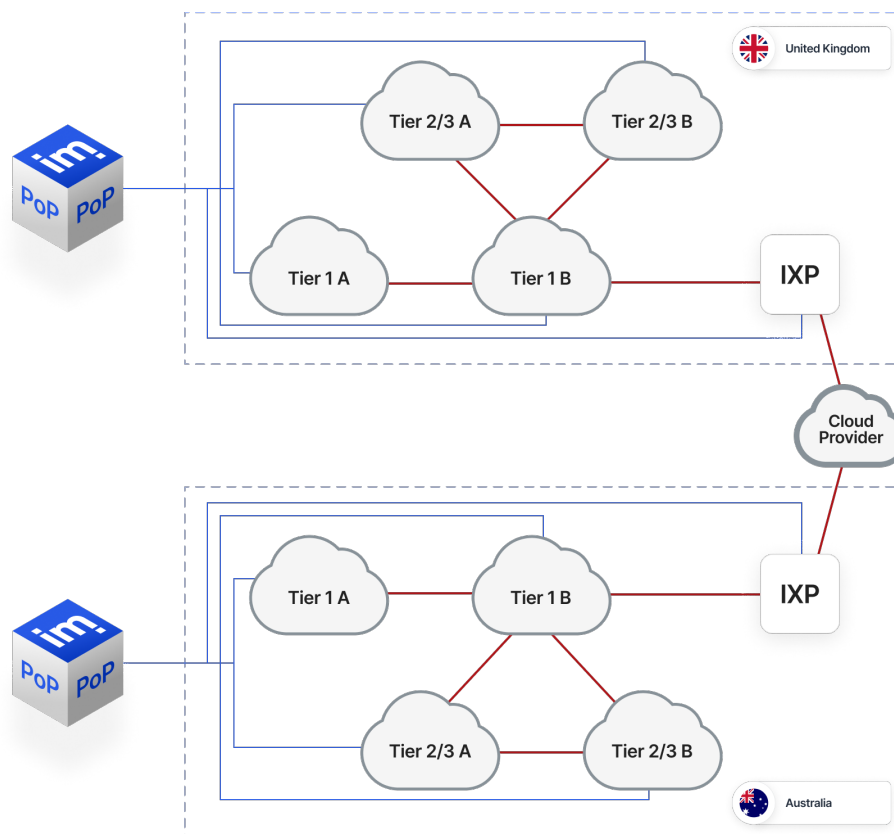 United Kingdom
Tier 2/3 A
Tier 2/3 B
im!
PoP
PoP
Tier 1 A
Tier 1 B
IXP
Cloud
Provider
Tier 1 A
Tier 1 B
IXP
im!
PoP
PoP
Tier 2/3 A
Tier 2/3 B
Australia